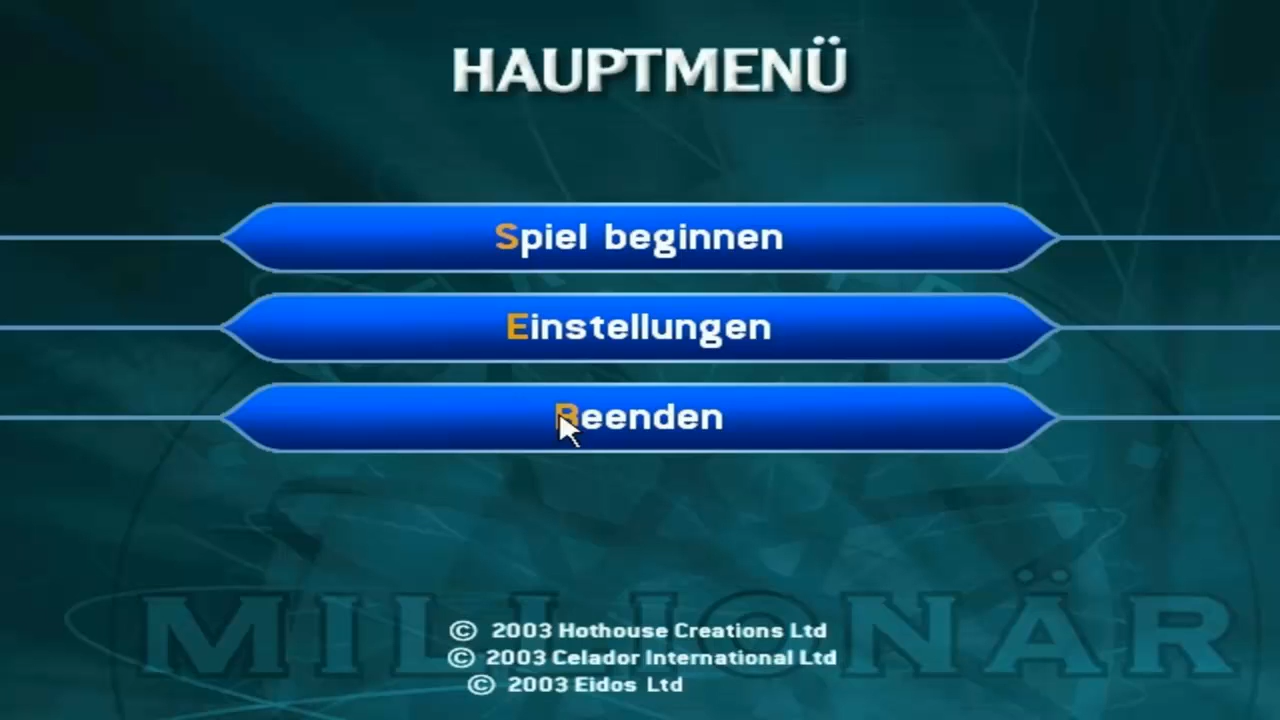 HAUPTMENÜ
Spiel beginnen
Einstellungen
Beenden
MILLIONÄR
© 2003 Hothouse Creations Ltd
© 2003 Celador International Ltd
© 2003 Eidos Ltd